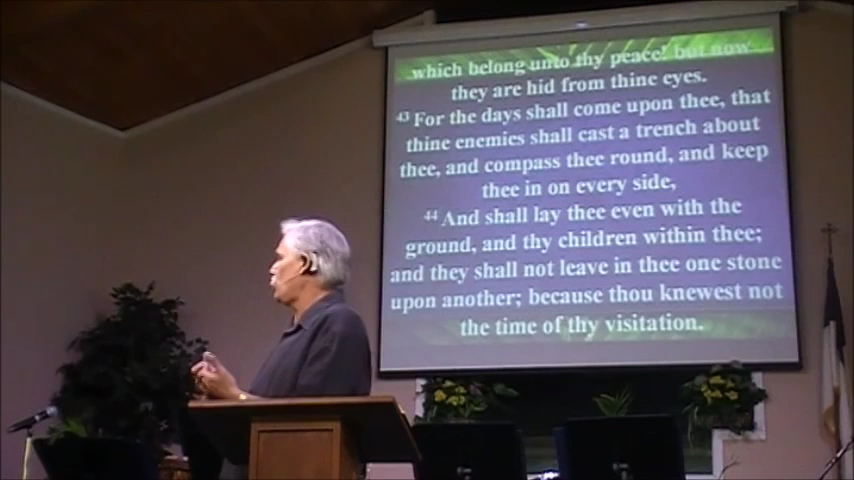 which belong unto thy peace! but now
they are hid from thine eyes.
43 For the days shall come upon thee, that
thine enemies shall cast a trench about
thee, and compass thee round, and keep
thee in on every side,
44 And shall lay thee even with the
ground, and thy children within thee;
and they shall not leave in thee one stone
upon another; because thou knewest not
the time of thy visitation.